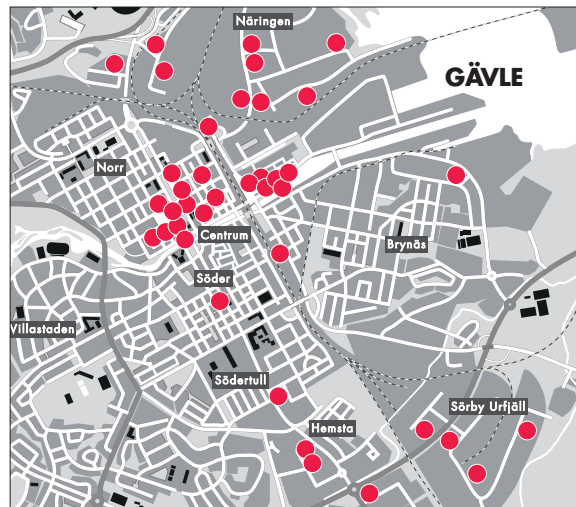 Näringen
GÄVLE
Norr
Centrum
Brynäs
Söder
Villastaden
Södertull
Sörby Urfjäll
Hemsta